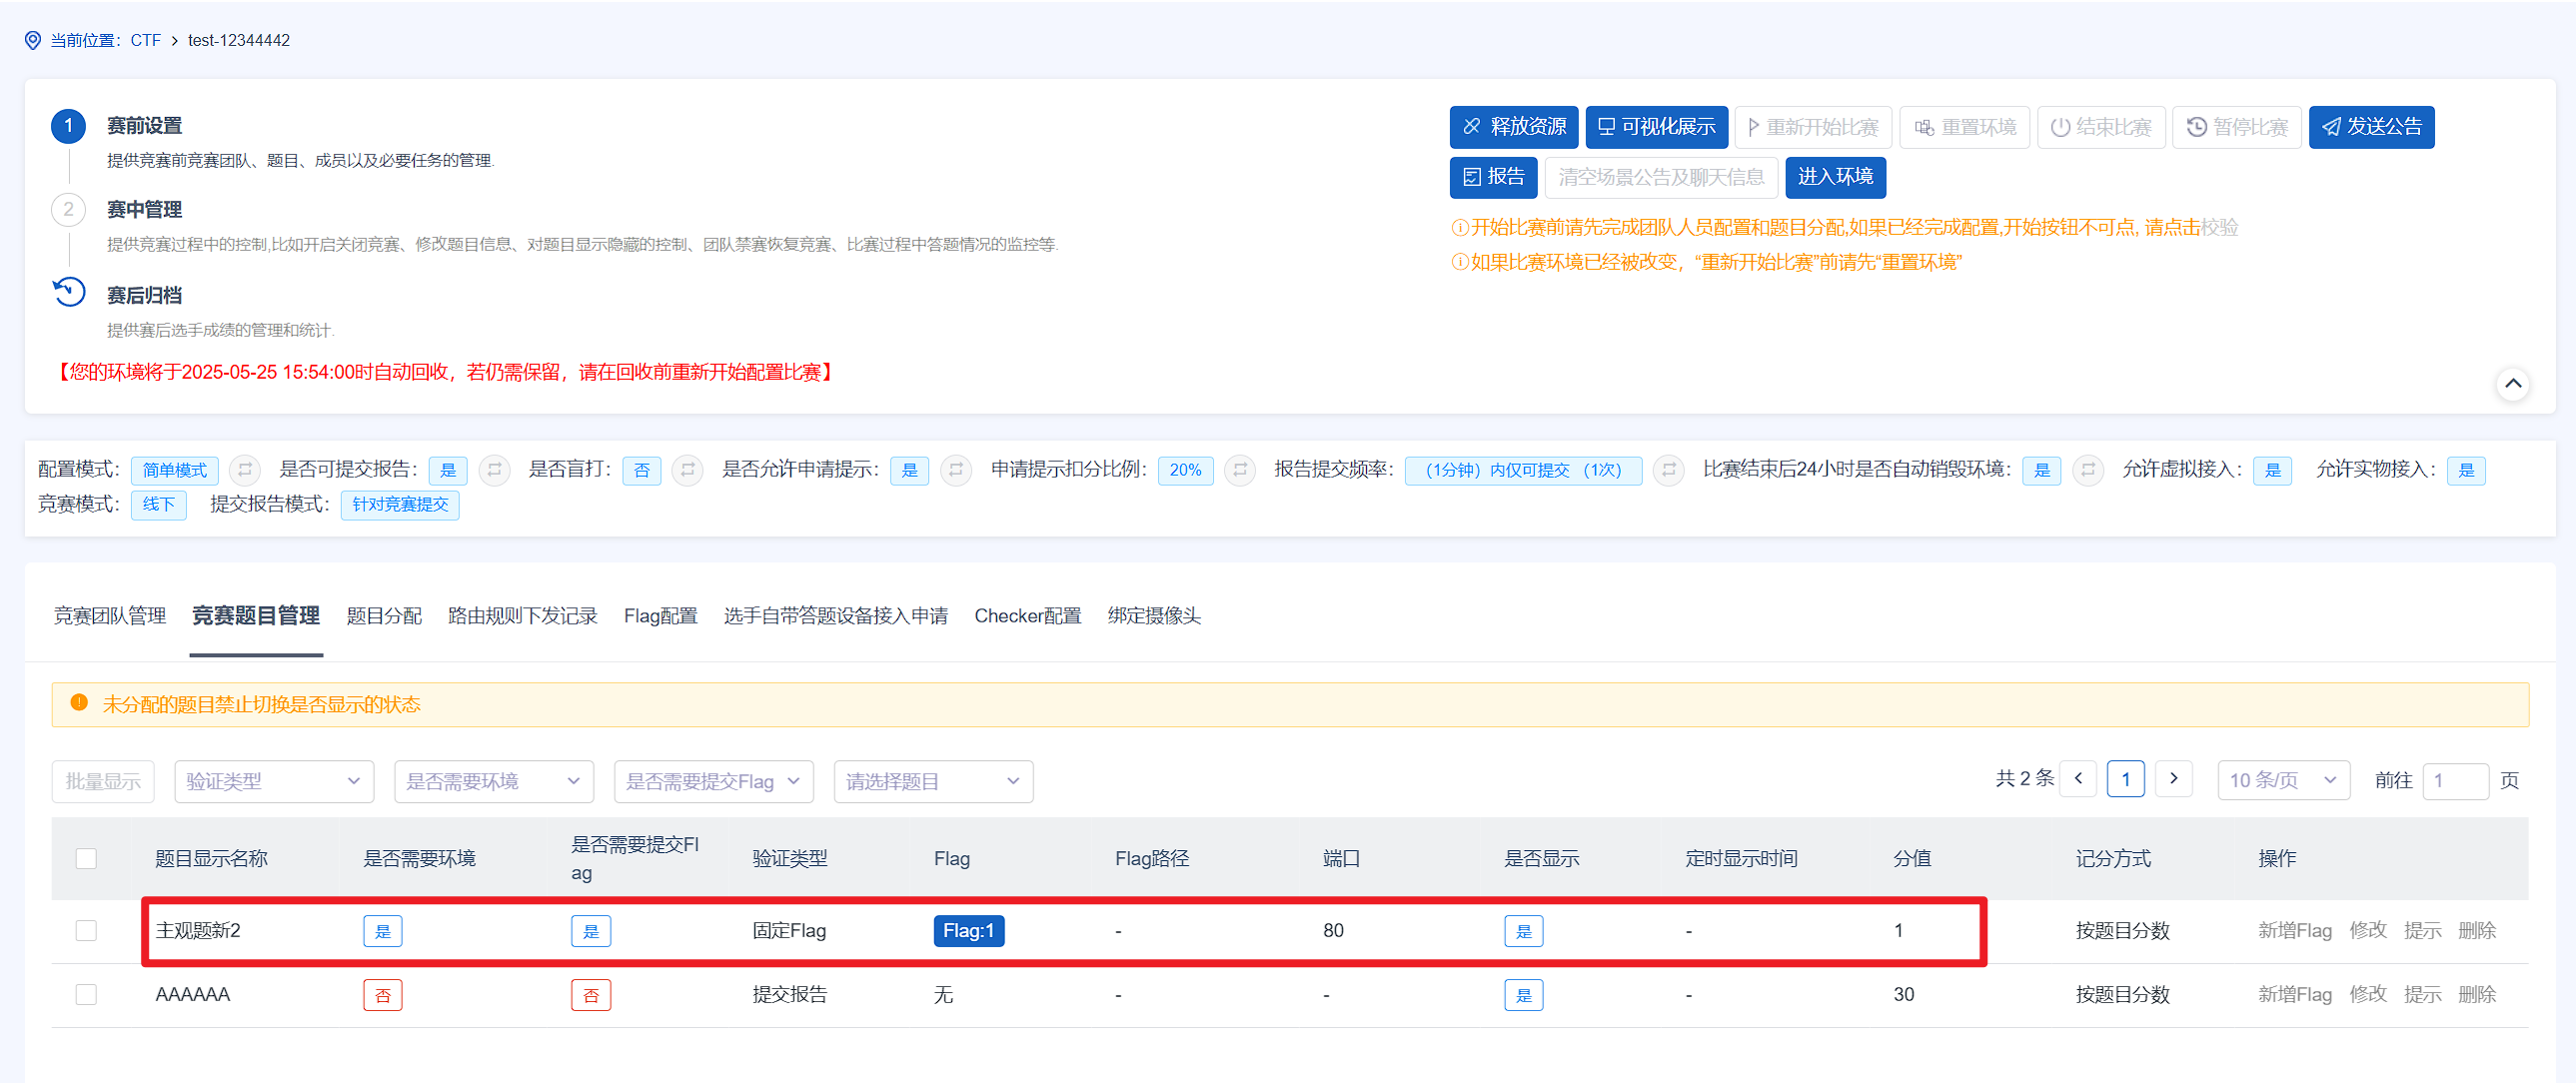 当前位置：CTF > test-12344442
1 赛前设置
提供竞赛前竞赛团队、题目、成员以及必要任务的管理.
2 赛中管理
提供竞赛过程中的控制,比如开启关闭竞赛、修改题目信息、对题目显示隐藏的控制、团队禁赛恢复竞赛、比赛过程中答题情况的监控等.
赛后归档
提供赛后选手成绩的管理和统计.
【您的环境将于2025-05-25 15:54:00时自动回收，若仍需保留，请在回收前重新开始配置比赛】
释放资源 可视化展示 重新开始比赛 重置环境 结束比赛 暂停比赛 发送公告
报告 清空场景公告及聊天信息 进入环境
开始比赛前请先完成团队人员配置和题目分配,如果已经完成配置,开始按钮不可点, 请点击校验
如果比赛环境已经被改变，“重新开始比赛”前请先“重置环境”
配置模式： 简单模式 是否可提交报告： 是 是否盲打： 否 是否允许申请提示： 是 申请提示扣分比例： 20% 报告提交频率： （1分钟）内仅可提交 （1次） 比赛结束后24小时是否自动销毁环境： 是 允许虚拟接入： 是 允许实物接入： 是
竞赛模式： 线下 提交报告模式： 针对竞赛提交
竞赛团队管理 竞赛题目管理 题目分配 路由规则下发记录 Flag配置 选手自带答题设备接入申请 Checker配置 绑定摄像头
未分配的题目禁止切换是否显示的状态
批量显示 验证类型 是否需要环境 是否需要提交Flag 请选择题目 共 2 条 1 10 条/页 前往 1 页
题目显示名称 是否需要环境 是否需要提交Fl
ag 验证类型 Flag Flag路径 端口 是否显示 定时显示时间 分值 记分方式 操作
主观题新2 是 是 固定Flag Flag:1 - 80 是 - 1 按题目分数 新增Flag 修改 提示 删除
AAAAAA 否 否 提交报告 无 - - 是 - 30 按题目分数 新增Flag 修改 提示 删除